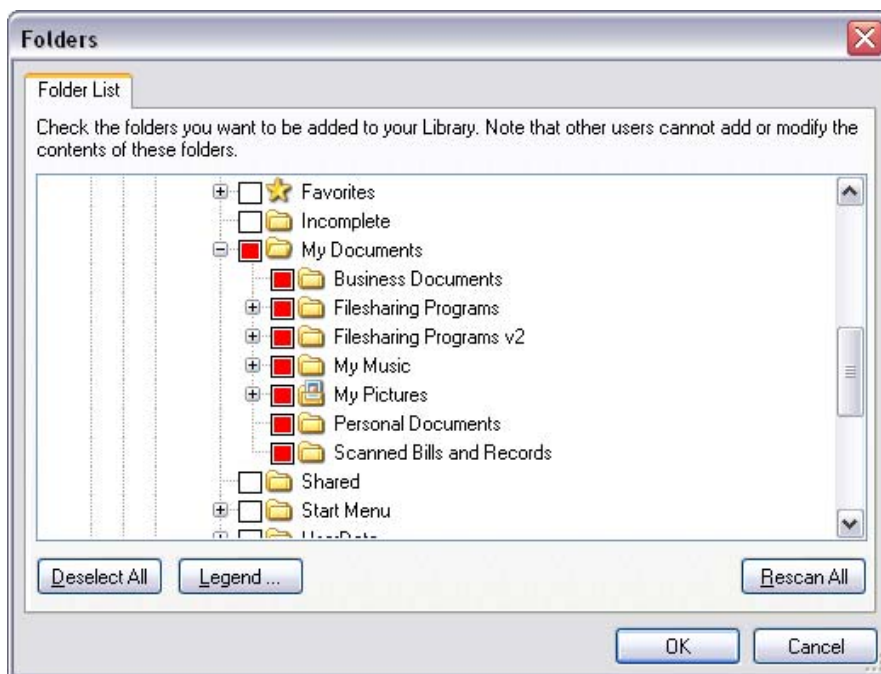 Folders
Folder List
Check the folders you want to be added to your Library. Note that other users cannot add or modify the
contents of these folders.
Favorites
Incomplete
My Documents
Business Documents
Filesharing Programs
Filesharing Programs v2
My Music
My Pictures
Personal Documents
Scanned Bills and Records
Shared
Start Menu
Deselect All Legend ... Rescan All
OK Cancel